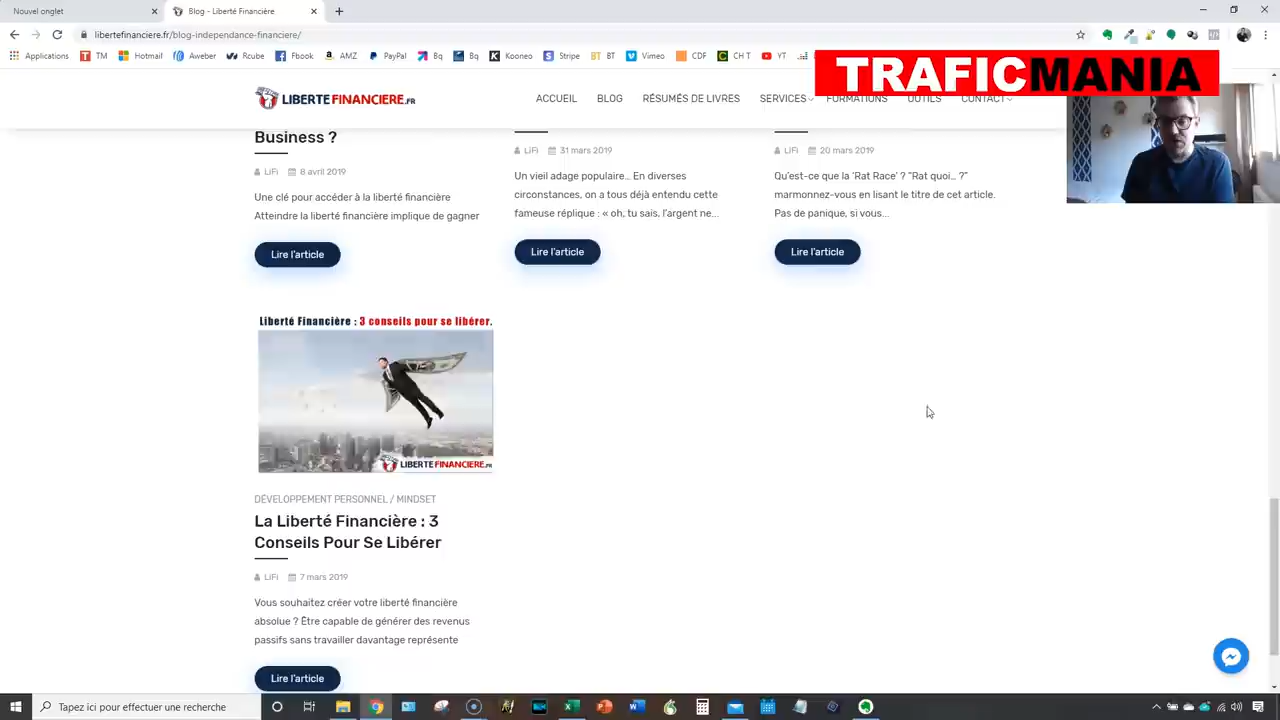 Nouvel onglet
Blog - Liberté Financière
libertefinanciere.fr/blog-independance-financiere/
Applications TM Hotmail Aweber Rcube Fbook AMZ PayPal Bq Bq Kooneo Stripe BT Vimeo CDF CH T YT
TRAFICMANIA
LIBERTEFINANCIERE.FR
ACCUEIL BLOG RÉSUMÉS DE LIVRES SERVICES FORMATIONS OUTILS CONTACT
Business ?
LiFi 8 avril 2019
Une clé pour accéder à la liberté financière
Atteindre la liberté financière implique de gagner
Lire l'article
LiFi 31 mars 2019
Un vieil adage populaire... En diverses
circonstances, on a tous déjà entendu cette
fameuse réplique : « oh, tu sais, l'argent ne...
Lire l'article
LiFi 20 mars 2019
Qu'est-ce que la 'Rat Race' ? "Rat quoi... ?"
marmonnez-vous en lisant le titre de cet article.
Pas de panique, si vous...
Lire l'article
Liberté Financière : 3 conseils pour se libérer.
LIBERTEFINANCIERE.FR
DÉVELOPPEMENT PERSONNEL / MINDSET
La Liberté Financière : 3
Conseils Pour Se Libérer
LiFi 7 mars 2019
Vous souhaitez créer votre liberté financière
absolue ? Être capable de générer des revenus
passifs sans travailler davantage représente
Lire l'article
Tapez ici pour effectuer une recherche